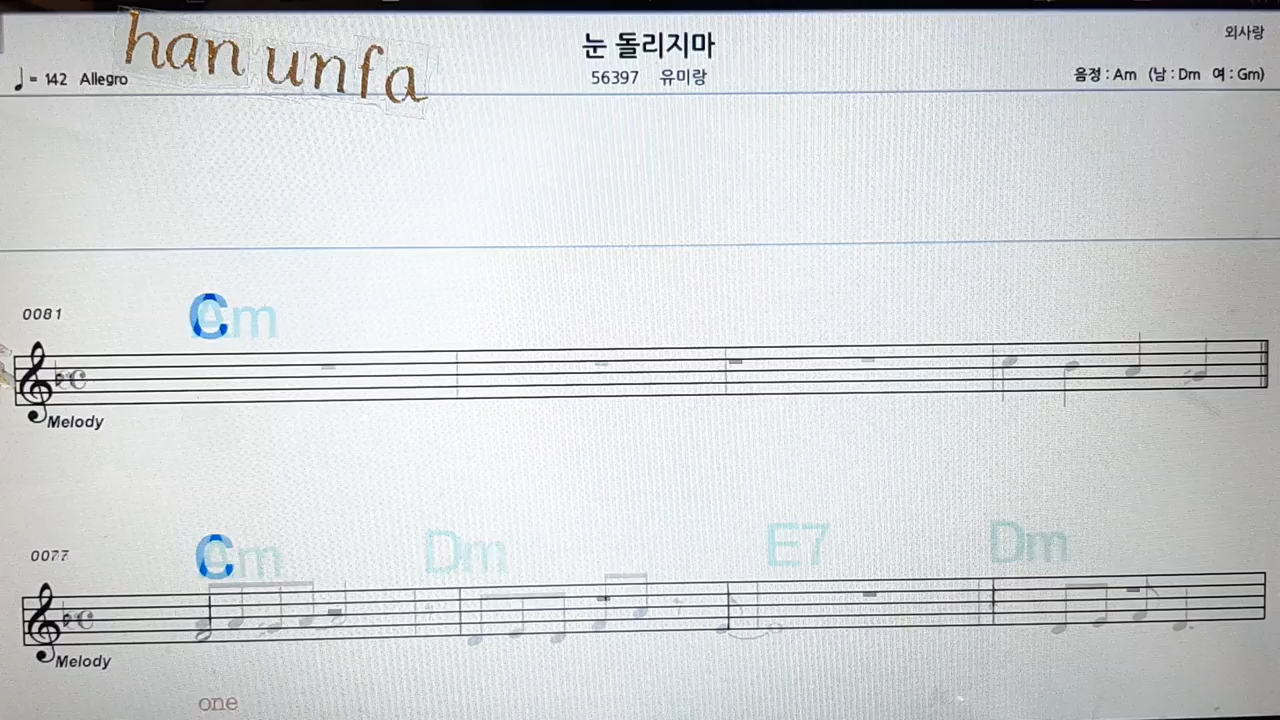 han unfa
눈 돌리지마
외사랑
♩= 142 Allegro
56397 유미랑
음정 : Am (남 : Dm 여 : Gm)
0081
C Am
Melody
0077
C Am Dm E7 Dm
Melody
one